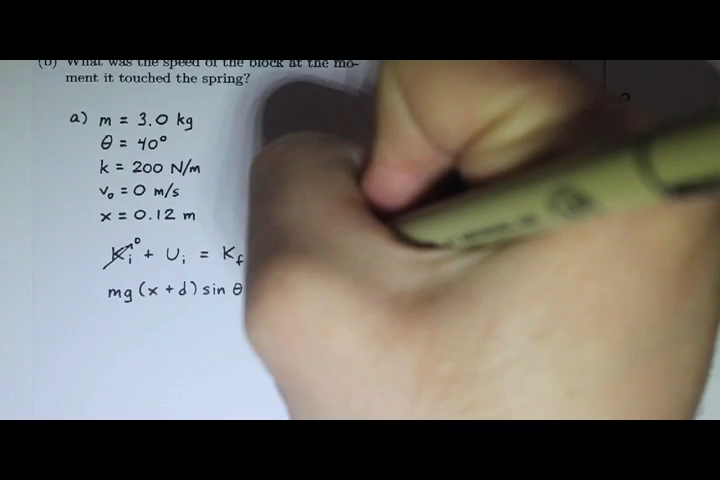 (b) What was the speed of the block at the mo-
ment it touched the spring?
a) m = 3.0 kg
θ = 40°
k = 200 N/m
v₀ = 0 m/s
x = 0.12 m
Kᵢ⁰ + Uᵢ = K_f
mg(x + d) sin θ